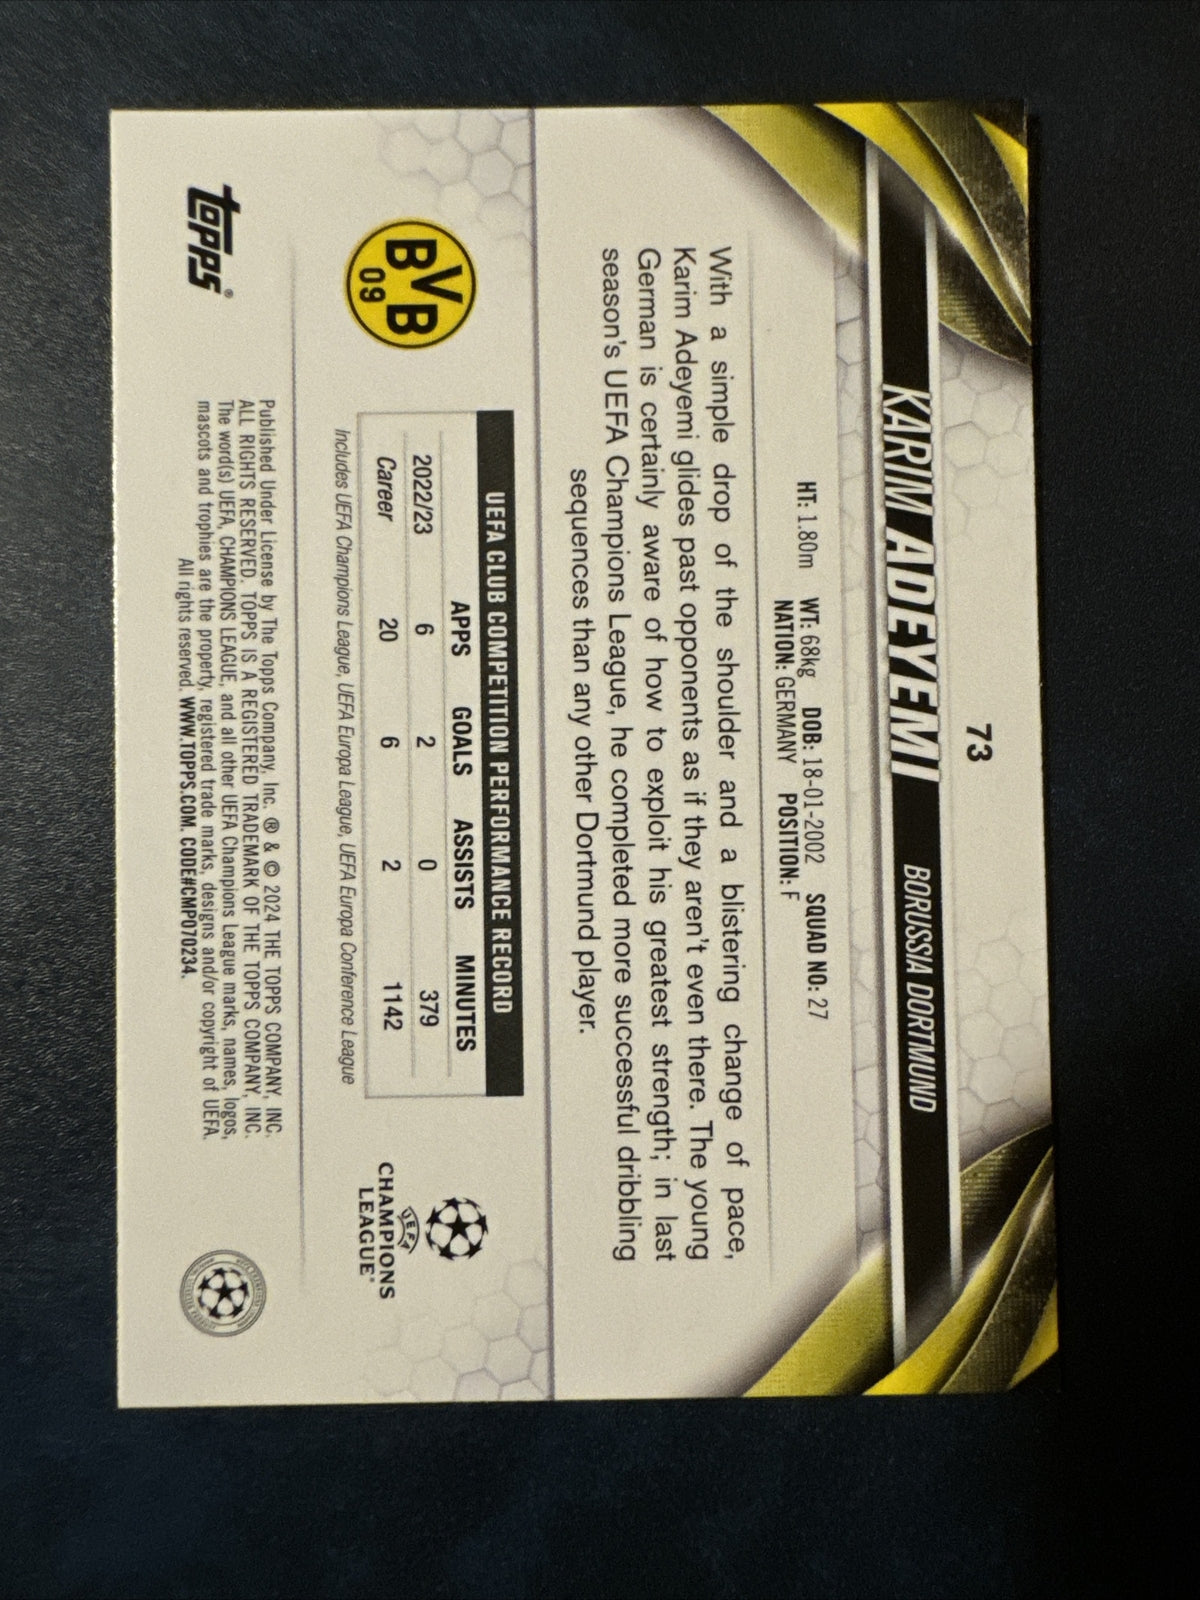 73
KARIM ADEYEMI BORUSSIA DORTMUND
HT: 1.80m WT: 68kg DOB: 18-01-2002 SQUAD NO: 27
NATION: GERMANY POSITION: F
With a simple drop of the shoulder and a blistering change of pace,
Karim Adeyemi glides past opponents as if they aren't even there. The young
German is certainly aware of how to exploit his greatest strength; in last
season's UEFA Champions League, he completed more successful dribbling
sequences than any other Dortmund player.
BVB
09
UEFA CLUB COMPETITION PERFORMANCE RECORD
APPS GOALS ASSISTS MINUTES
2022/23 6 2 0 379
Career 20 6 2 1142
Includes UEFA Champions League, UEFA Europa League, UEFA Europa Conference League
UEFA
CHAMPIONS
LEAGUE®
topps®
Published Under License by The Topps Company, Inc. ® & © 2024 THE TOPPS COMPANY, INC.
ALL RIGHTS RESERVED. TOPPS IS A REGISTERED TRADEMARK OF THE TOPPS COMPANY, INC.
The word(s) UEFA, CHAMPIONS LEAGUE, and all other UEFA Champions League marks, names, logos,
mascots and trophies are the property, registered trade marks, designs and/or copyright of UEFA.
All rights reserved. WWW.TOPPS.COM. CODE#CMP070234.